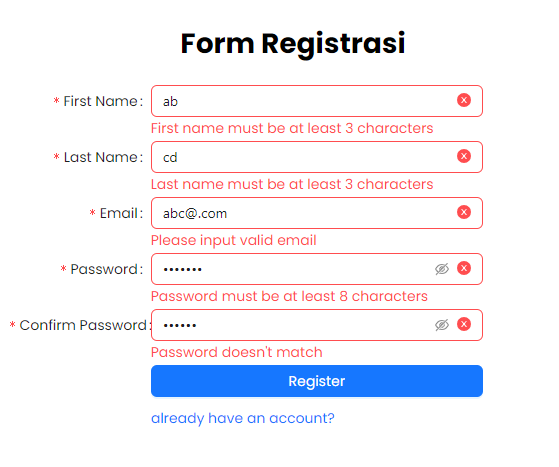 Form Registrasi
* First Name : ab
First name must be at least 3 characters
* Last Name : cd
Last name must be at least 3 characters
* Email : abc@.com
Please input valid email
* Password : •••••••
Password must be at least 8 characters
* Confirm Password : ••••••
Password doesn't match
Register
already have an account?